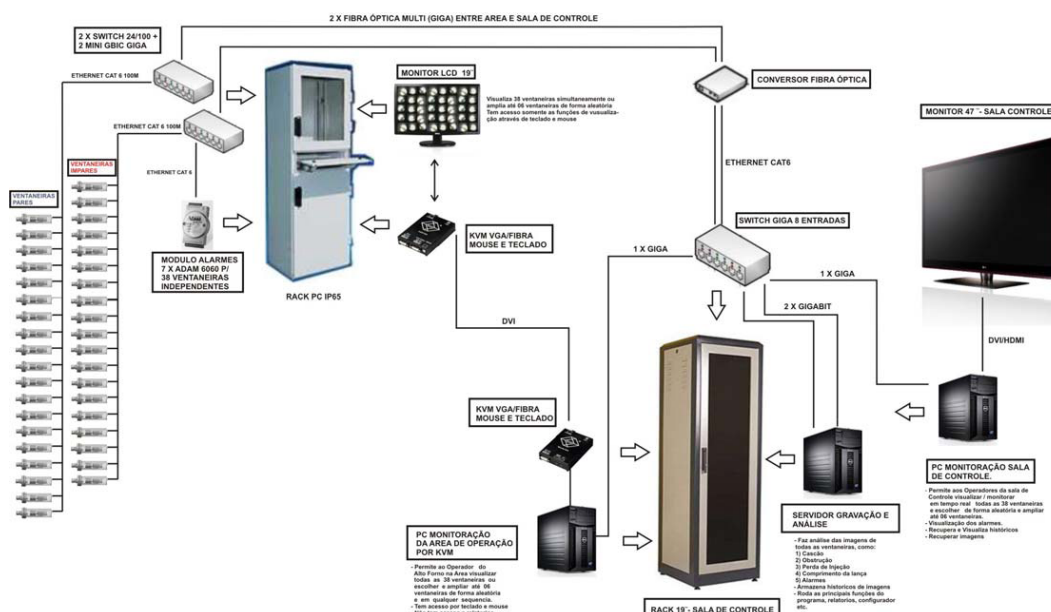 2 X FIBRA ÓPTICA MULTI (GIGA) ENTRE AREA E SALA DE CONTROLE
2 X SWITCH 24/100 +
2 MINI GBIC GIGA
ETHERNET CAT 6 100M
ETHERNET CAT 6 100M
ETHERNET CAT 6
VENTANEIRAS
PARES
VENTANEIRAS
IMPARES
MODULO ALARMES
7 X ADAM 6060 P/
38 VENTANEIRAS
INDEPENDENTES
RACK PC IP65
MONITOR LCD 19"
Visualiza 38 ventaneiras simultaneamente ou
amplia até 06 ventaneiras de forma aleatória
Tem acesso somente as funções de vusualiza-
ção através de teclado e mouse
KVM VGA/FIBRA
MOUSE E TECLADO
DVI
KVM VGA/FIBRA
MOUSE E TECLADO
PC MONITORAÇÃO
DA AREA DE OPERAÇÃO
POR KVM
- Permite ao Operador do
Alto Forno na Area visualizar
todas as 38 ventaneiras ou
escolher e ampliar até 06
ventaneiras de forma aleatória
e em qualquer sequencia.
- Tem acesso por teclado e mouse
CONVERSOR FIBRA ÓPTICA
ETHERNET CAT6
SWITCH GIGA 8 ENTRADAS
1 X GIGA
1 X GIGA
2 X GIGABIT
RACK 19"- SALA DE CONTROLE
SERVIDOR GRAVAÇÃO E
ANÁLISE
- Faz análise das imagens de
todas as ventaneiras, como:
1) Cascão
2) Obstrução
3) Perda de Injeção
4) Comprimento da lança
5) Alarmes
- Armazena historicos de imagens
- Roda as principais funções do
programa, relatorios, configurador
etc.
MONITOR 47 "- SALA CONTROLE
DVI/HDMI
PC MONITORAÇÃO SALA
DE CONTROLE.
- Permite aos Operadores da sala de
Controle visualizar / monitorar
em tempo real todas as 38 ventaneiras
e escolher de forma aleatória e ampliar
até 06 ventaneiras.
- Visualização dos alarmes.
- Recupera e Visualiza históricos
- Recuperar imagens